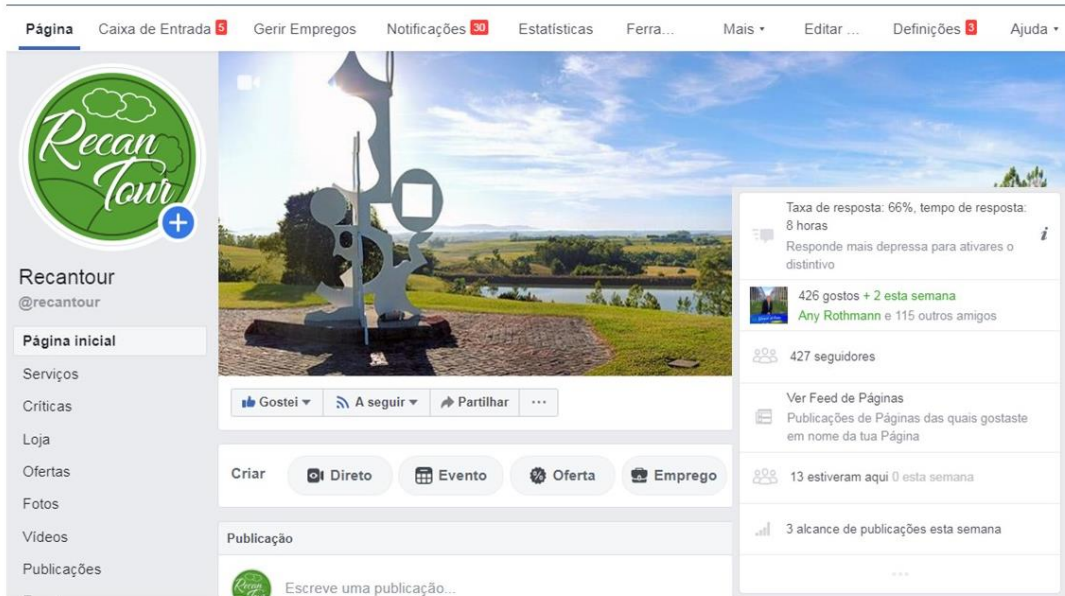 Página Caixa de Entrada 5 Gerir Empregos Notificações 30 Estatísticas Ferra... Mais Editar ... Definições 3 Ajuda
Recan
Tour
Recantour
@recantour
Página inicial
Serviços
Críticas
Loja
Ofertas
Fotos
Vídeos
Publicações
Gostei A seguir Partilhar ...
Criar Direto Evento Oferta Emprego
Publicação
Recan
Escreve uma publicação...
Taxa de resposta: 66%, tempo de resposta:
8 horas
Responde mais depressa para ativares o
distintivo
426 gostos + 2 esta semana
Any Rothmann e 115 outros amigos
427 seguidores
Ver Feed de Páginas
Publicações de Páginas das quais gostaste
em nome da tua Página
13 estiveram aqui 0 esta semana
3 alcance de publicações esta semana
...